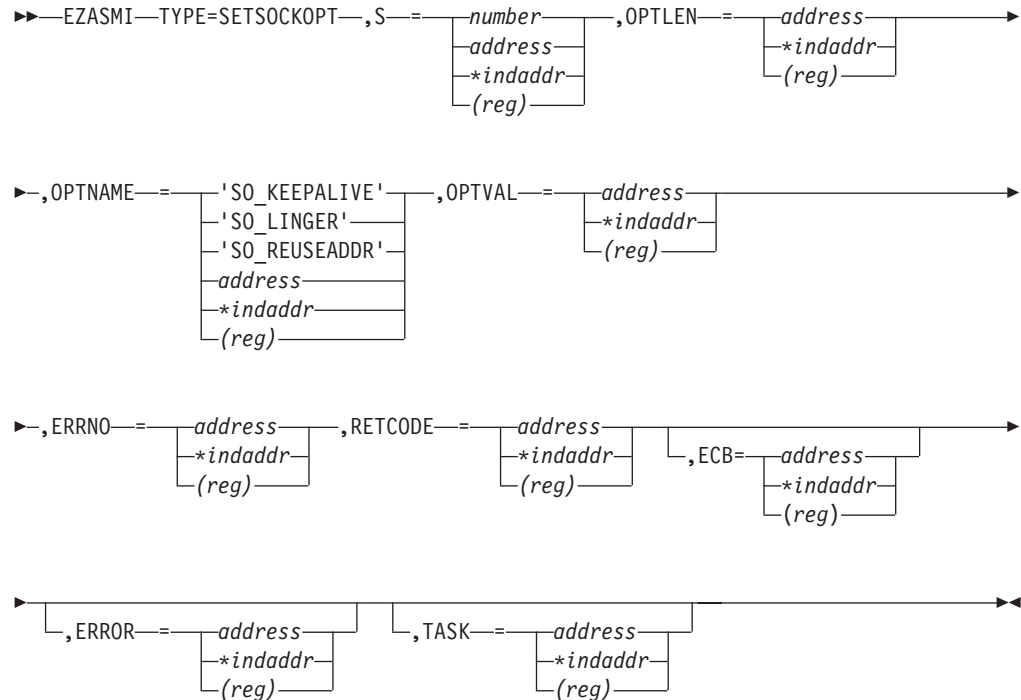 EZASMI TYPE=SETSOCKOPT ,S = number ,OPTLEN = address
address *indaddr
*indaddr (reg)
(reg)
,OPTNAME = 'SO_KEEPALIVE' ,OPTVAL = address
'SO_LINGER' *indaddr
'SO_REUSEADDR' (reg)
address
*indaddr
(reg)
,ERRNO = address ,RETCODE = address
*indaddr *indaddr ,ECB= address
(reg) (reg) *indaddr
(reg)
,ERROR = address ,TASK = address
*indaddr *indaddr
(reg) (reg)